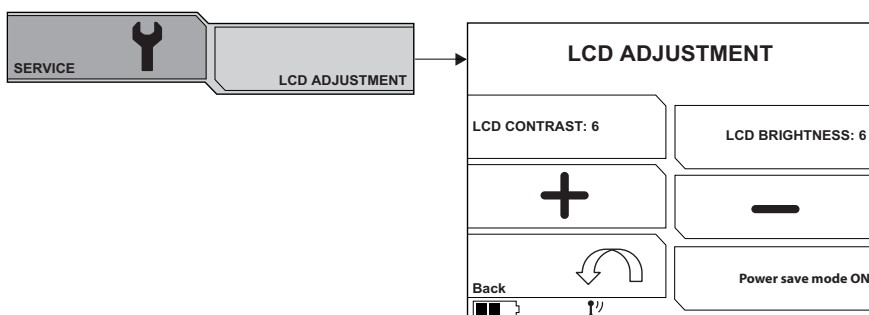 SERVICE
LCD ADJUSTMENT
LCD ADJUSTMENT
LCD CONTRAST: 6
LCD BRIGHTNESS: 6
Back
Power save mode ON